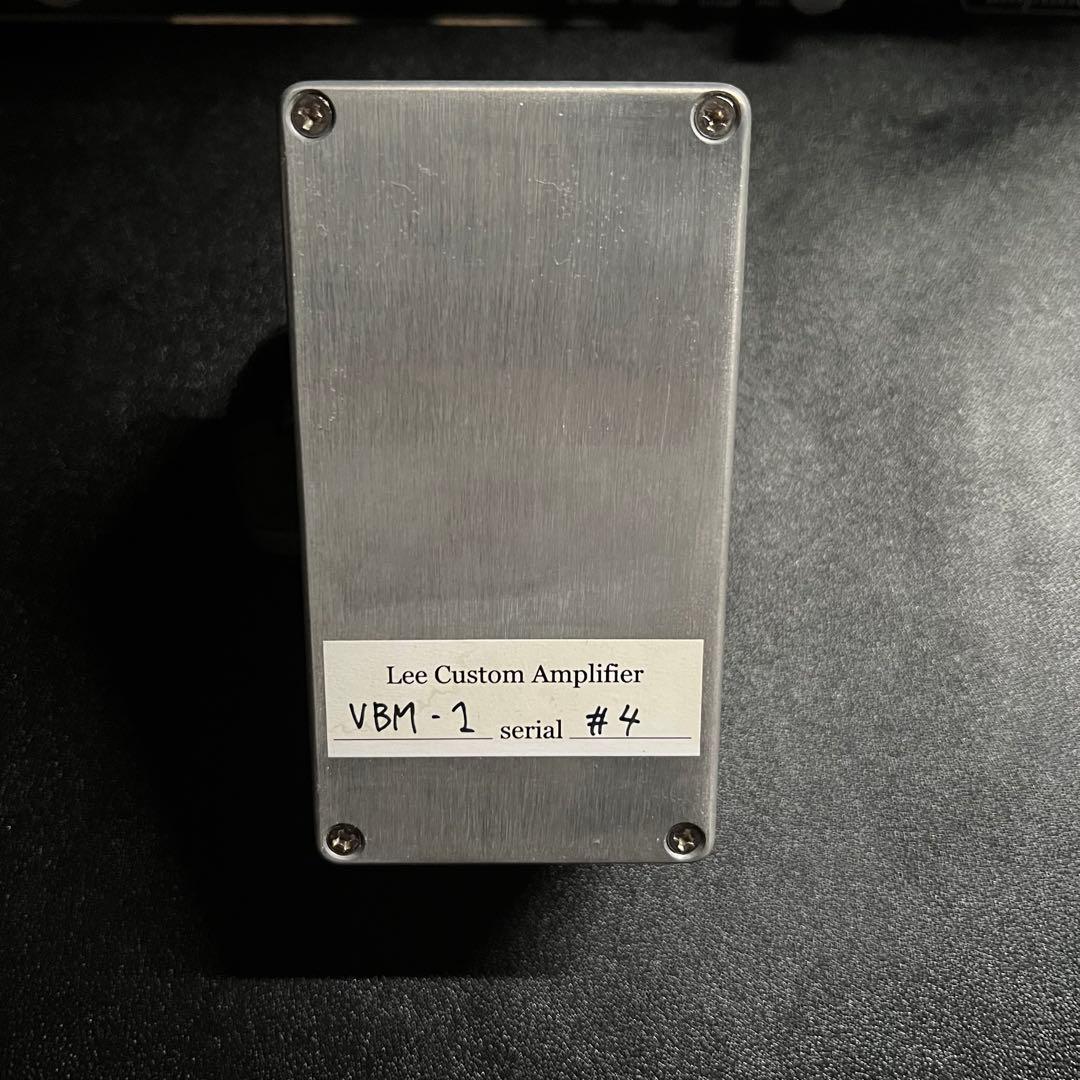 Lee Custom Amplifier
VBM - 1 serial #4